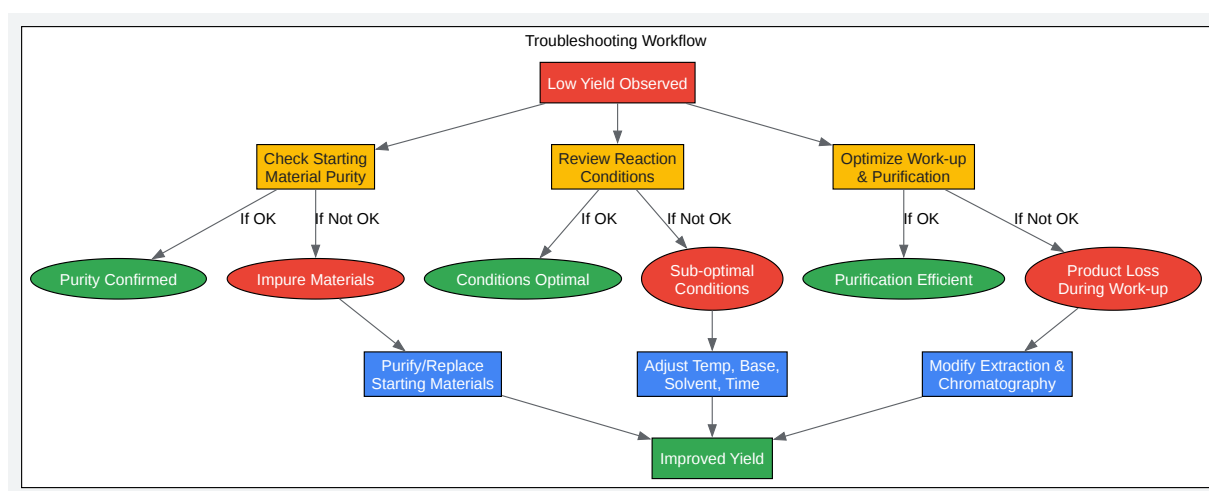 Troubleshooting Workflow
Low Yield Observed
Check Starting
Material Purity
Review Reaction
Conditions
Optimize Work-up
& Purification
If OK
If Not OK
If OK
If Not OK
If OK
If Not OK
Purity Confirmed
Impure Materials
Conditions Optimal
Sub-optimal
Conditions
Purification Efficient
Product Loss
During Work-up
Purify/Replace
Starting Materials
Adjust Temp, Base,
Solvent, Time
Modify Extraction &
Chromatography
Improved Yield